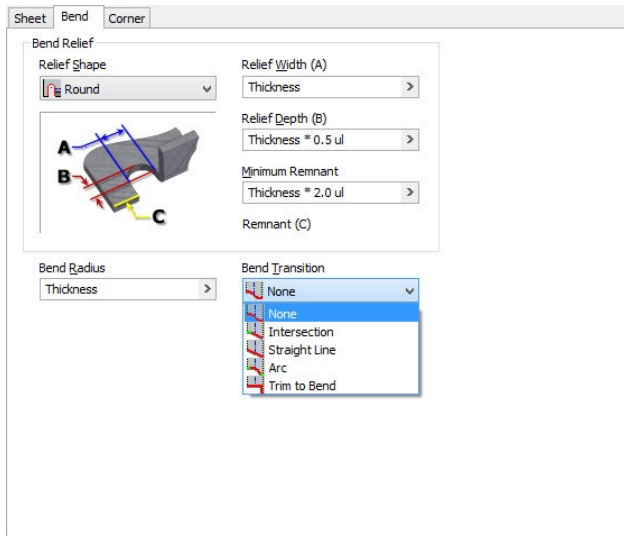 Sheet Bend Corner
Bend Relief
Relief Shape
Round
Relief Width (A)
Thickness >
Relief Depth (B)
Thickness * 0.5 ul >
Minimum Remnant
Thickness * 2.0 ul >
Remnant (C)
A
B
C
Bend Radius
Thickness >
Bend Transition
None
None
Intersection
Straight Line
Arc
Trim to Bend